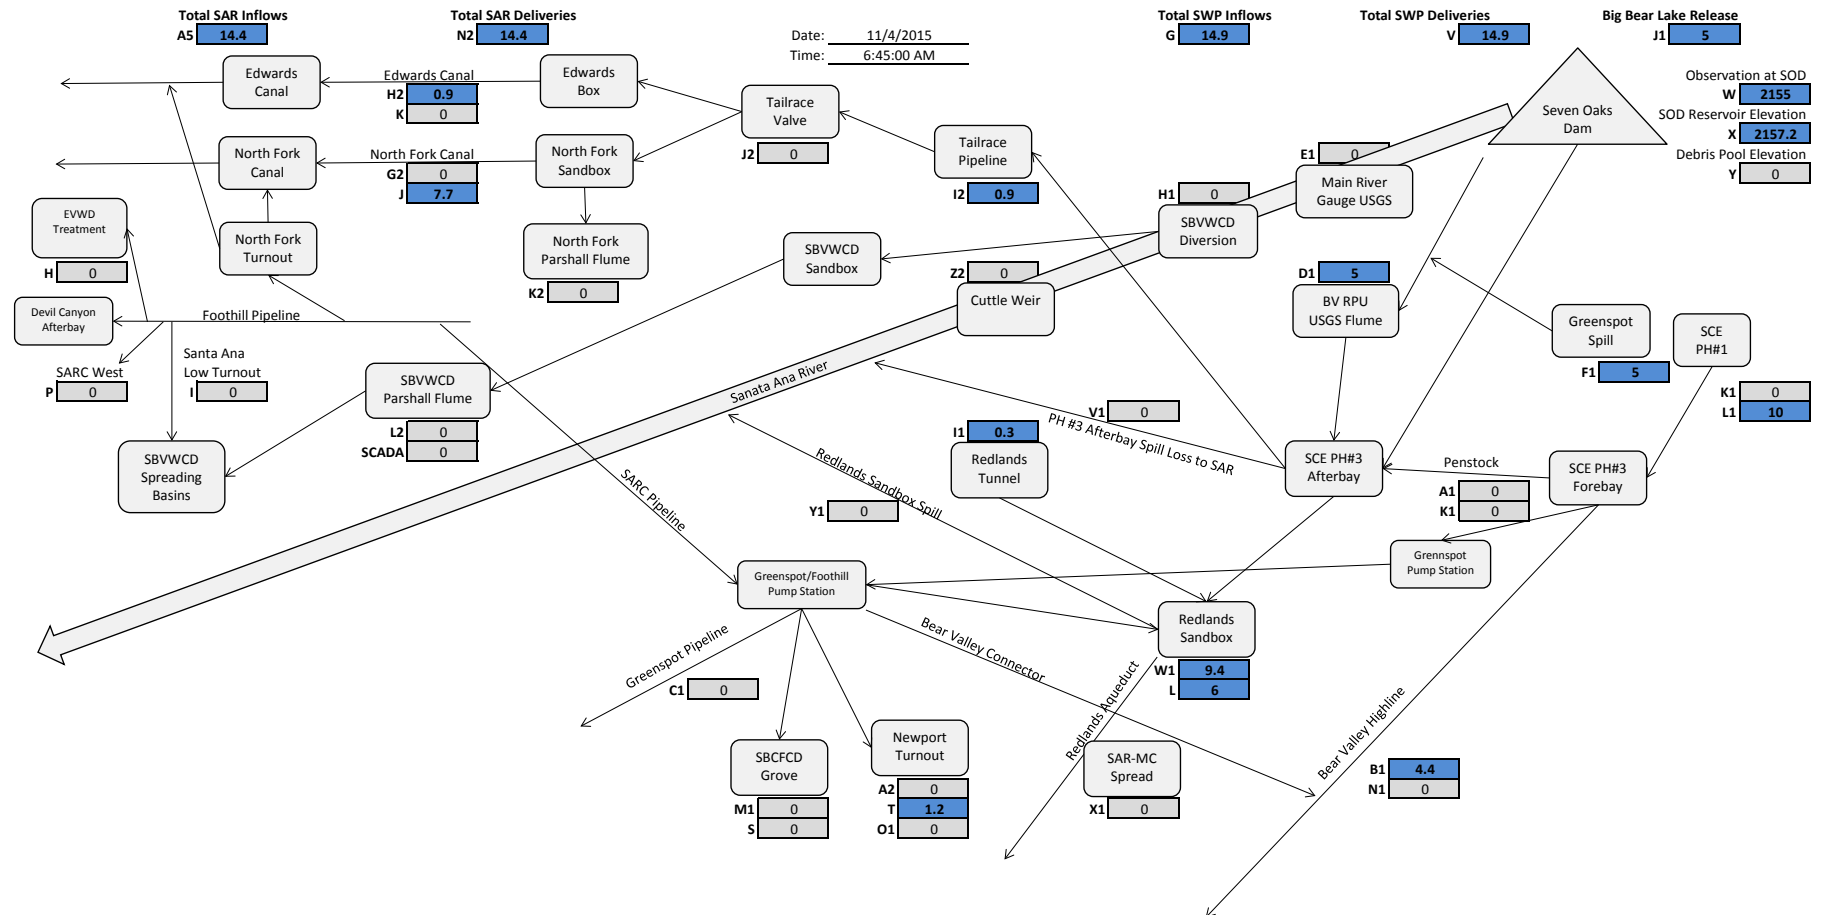 Total SAR Inflows
A5 14.4
Total SAR Deliveries
N2 14.4
Date: 11/4/2015
Time: 6:45:00 AM
Total SWP Inflows
G 14.9
Total SWP Deliveries
V 14.9
Big Bear Lake Release
J1 5
Observation at SOD
W 2155
SOD Reservoir Elevation
X 2157.2
Debris Pool Elevation
Y 0
Seven Oaks
Dam
Edwards
Canal
Edwards Canal
H2 0.9
K 0
Edwards
Box
Tailrace
Valve
J2 0
Tailrace
Pipeline
I2 0.9
E1 0
Main River
Gauge USGS
H1 0
SBVWCD
Diversion
North Fork
Canal
North Fork Canal
G2 0
J 7.7
North Fork
Sandbox
North Fork
Parshall Flume
K2 0
EVWD
Treatment
H 0
North Fork
Turnout
SBVWCD
Sandbox
Z2 0
Cuttle Weir
D1 5
BV RPU
USGS Flume
Greenspot
Spill
F1 5
SCE
PH#1
K1 0
L1 10
Devil Canyon
Afterbay
Foothill Pipeline
SARC West
P 0
Santa Ana
Low Turnout
I 0
SBVWCD
Parshall Flume
L2 0
SCADA 0
SBVWCD
Spreading
Basins
Sanata Ana River
V1 0
PH #3 Afterbay Spill Loss to SAR
I1 0.3
Redlands
Tunnel
SCE PH#3
Afterbay
Penstock
A1 0
K1 0
SCE PH#3
Forebay
Redlands Sandbox Spill
Y1 0
SARC Pipeline
Grennspot
Pump Station
Greenspot/Foothill
Pump Station
Redlands
Sandbox
W1 9.4
L 6
Greenspot Pipeline
C1 0
Bear Valley Connector
Redlands Aqueduct
Bear Valley Highline
SBCFCD
Grove
M1 0
S 0
Newport
Turnout
A2 0
T 1.2
O1 0
SAR-MC
Spread
X1 0
B1 4.4
N1 0